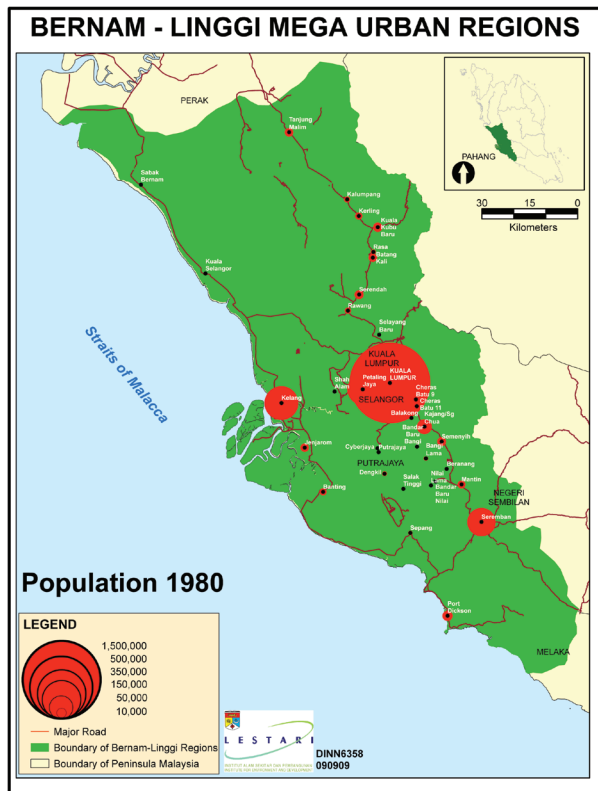 BERNAM - LINGGI MEGA URBAN REGIONS
PERAK
PAHANG
30 15 0
Kilometers
Tanjung
Malim
Sabak
Bernam
Kalumpang
Kerling
Kuala
Kubu
Baru
Rasa
Batang
Kali
Kuala
Selangor
Serendah
Rawang
Selayang
Baru
Straits of Malacca
KUALA
LUMPUR
KUALA
LUMPUR
Petaling
Jaya
Shah
Alam
SELANGOR
Cheras
Batu 9
Cheras
Batu 11
Kelang
Balakong
Kajang/Sg
Chua
Bandar
Baru
Bangi
Bangi
Lama
Semenyih
Jenjarom
Cyberjaya
Putrajaya
PUTRAJAYA
Beranang
Dengkil
Salak
Tinggi
Nilai
Lama
Bandar
Baru
Nilai
Mantin
Banting
NEGERI
SEMBILAN
Seremban
Sepang
Population 1980
Port
Dickson
MELAKA
LEGEND
1,500,000
500,000
350,000
150,000
50,000
10,000
Major Road
Boundary of Bernam-Linggi Regions
Boundary of Peninsula Malaysia
LESTARI
DINN6358
090909